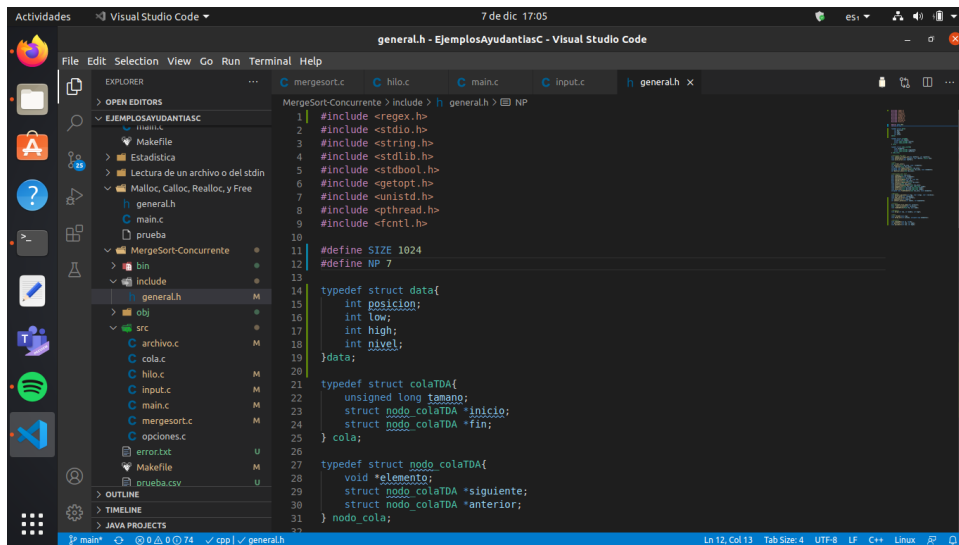 Actividades
Visual Studio Code
7 de dic 17:05
es₁
general.h - EjemplosAyudantiasC - Visual Studio Code
File Edit Selection View Go Run Terminal Help
EXPLORER
mergesort.c
hilo.c
main.c
input.c
general.h
OPEN EDITORS
MergeSort-Concurrente > include > general.h > NP
EJEMPLOSAYUDANTIASC
main.c
Makefile
Estadistica
Lectura de un archivo o del stdin
Malloc, Calloc, Realloc, y Free
general.h
main.c
prueba
MergeSort-Concurrente
bin
include
general.h M
obj
src
archivo.c M
cola.c
hilo.c M
input.c M
main.c M
mergesort.c M
opciones.c
error.txt U
Makefile M
prueba.csv U
OUTLINE
TIMELINE
JAVA PROJECTS
25
1 #include <regex.h>
2 #include <stdio.h>
3 #include <string.h>
4 #include <stdlib.h>
5 #include <stdbool.h>
6 #include <getopt.h>
7 #include <unistd.h>
8 #include <pthread.h>
9 #include <fcntl.h>
10
11 #define SIZE 1024
12 #define NP 7
13
14 typedef struct data{
15 int posicion;
16 int low;
17 int high;
18 int nivel;
19 }data;
20
21 typedef struct colaTDA{
22 unsigned long tamano;
23 struct nodo_colaTDA *inicio;
24 struct nodo_colaTDA *fin;
25 } cola;
26
27 typedef struct nodo_colaTDA{
28 void *elemento;
29 struct nodo_colaTDA *siguiente;
30 struct nodo_colaTDA *anterior;
31 } nodo_cola;
32
main* 0 0 74 cpp | general.h
Ln 12, Col 13 Tab Size: 4 UTF-8 LF C++ Linux